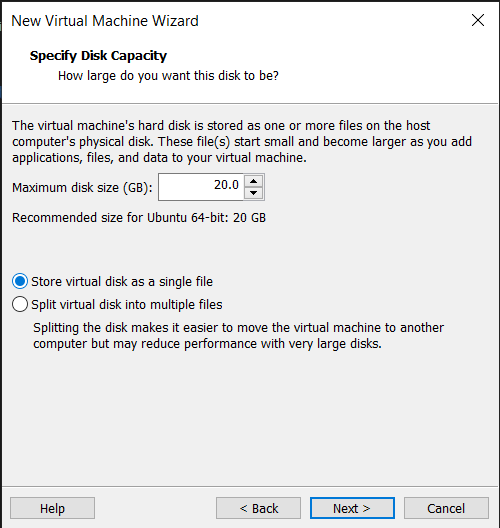 New Virtual Machine Wizard
Specify Disk Capacity
How large do you want this disk to be?
The virtual machine's hard disk is stored as one or more files on the host
computer's physical disk. These file(s) start small and become larger as you add
applications, files, and data to your virtual machine.
Maximum disk size (GB): 20.0
Recommended size for Ubuntu 64-bit: 20 GB
Store virtual disk as a single file
Split virtual disk into multiple files
Splitting the disk makes it easier to move the virtual machine to another
computer but may reduce performance with very large disks.
Help < Back Next > Cancel